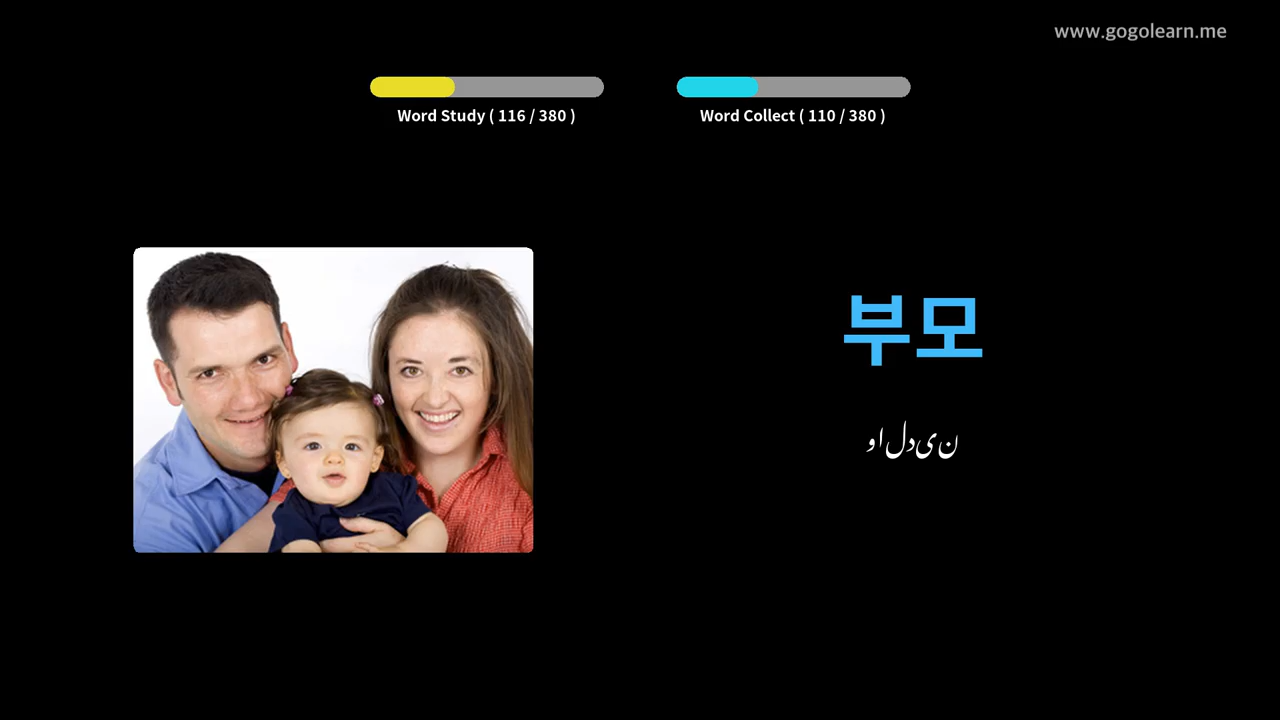 www.gogolearn.me
Word Study ( 116 / 380 )
Word Collect ( 110 / 380 )
부모
والدین